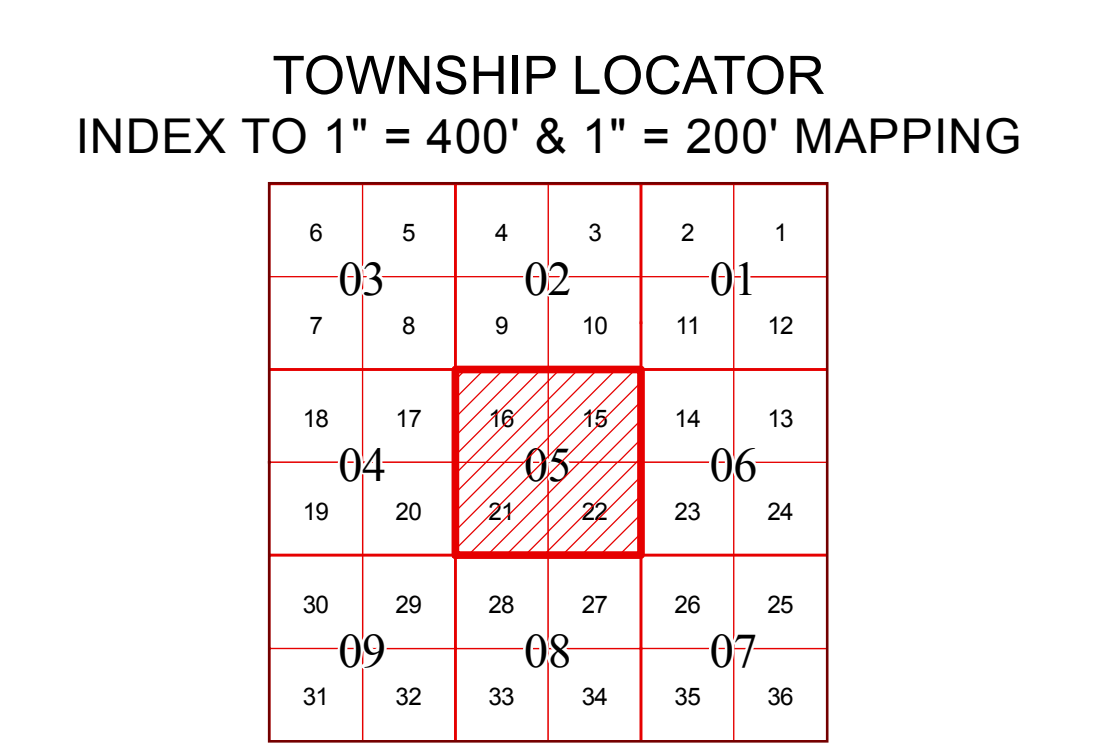 TOWNSHIP LOCATOR
INDEX TO 1" = 400' & 1" = 200' MAPPING
6 5 4 3 2 1
03 02 01
7 8 9 10 11 12
18 17 16 15 14 13
04 05 06
19 20 21 22 23 24
30 29 28 27 26 25
09 08 07
31 32 33 34 35 36